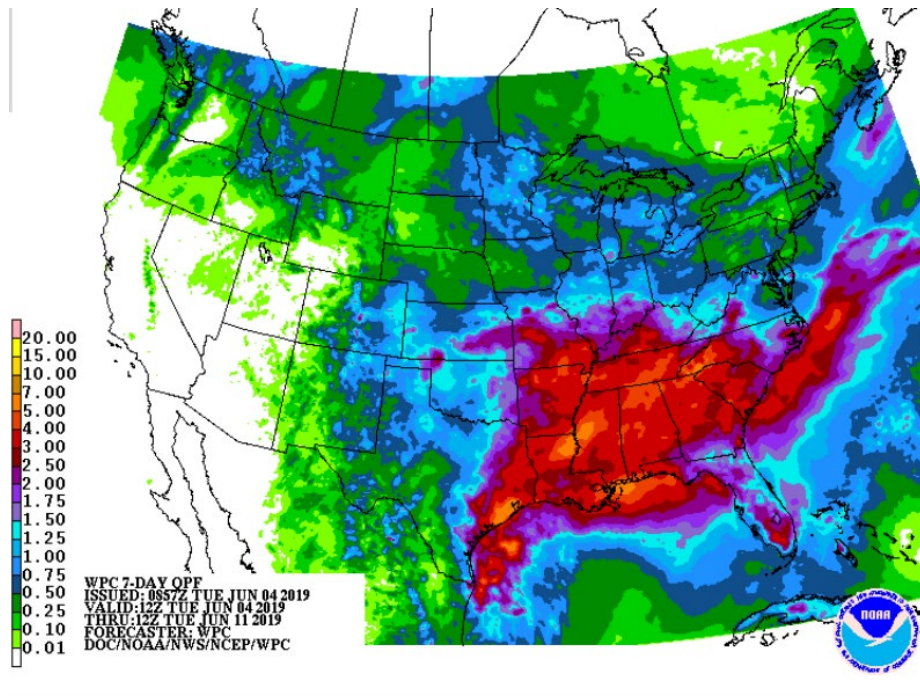 20.00
15.00
10.00
7.00
5.00
4.00
3.00
2.50
2.00
1.75
1.50
1.25
1.00
0.75
0.50
0.25
0.10
0.01
WPC 7-DAY QPF
ISSUED: 0857Z TUE JUN 04 2019
VALID:12Z TUE JUN 04 2019
THRU:12Z TUE JUN 11 2019
FORECASTER: WPC
DOC/NOAA/NWS/NCEP/WPC
NOAA